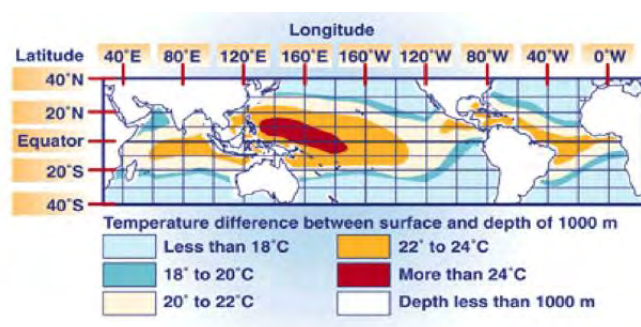 Longitude
Latitude 40°E 80°E 120°E 160°E 160°W 120°W 80°W 40°W 0°W
40°N
20°N
Equator
20°S
40°S
Temperature difference between surface and depth of 1000 m
Less than 18°C 22° to 24°C
18° to 20°C More than 24°C
20° to 22°C Depth less than 1000 m